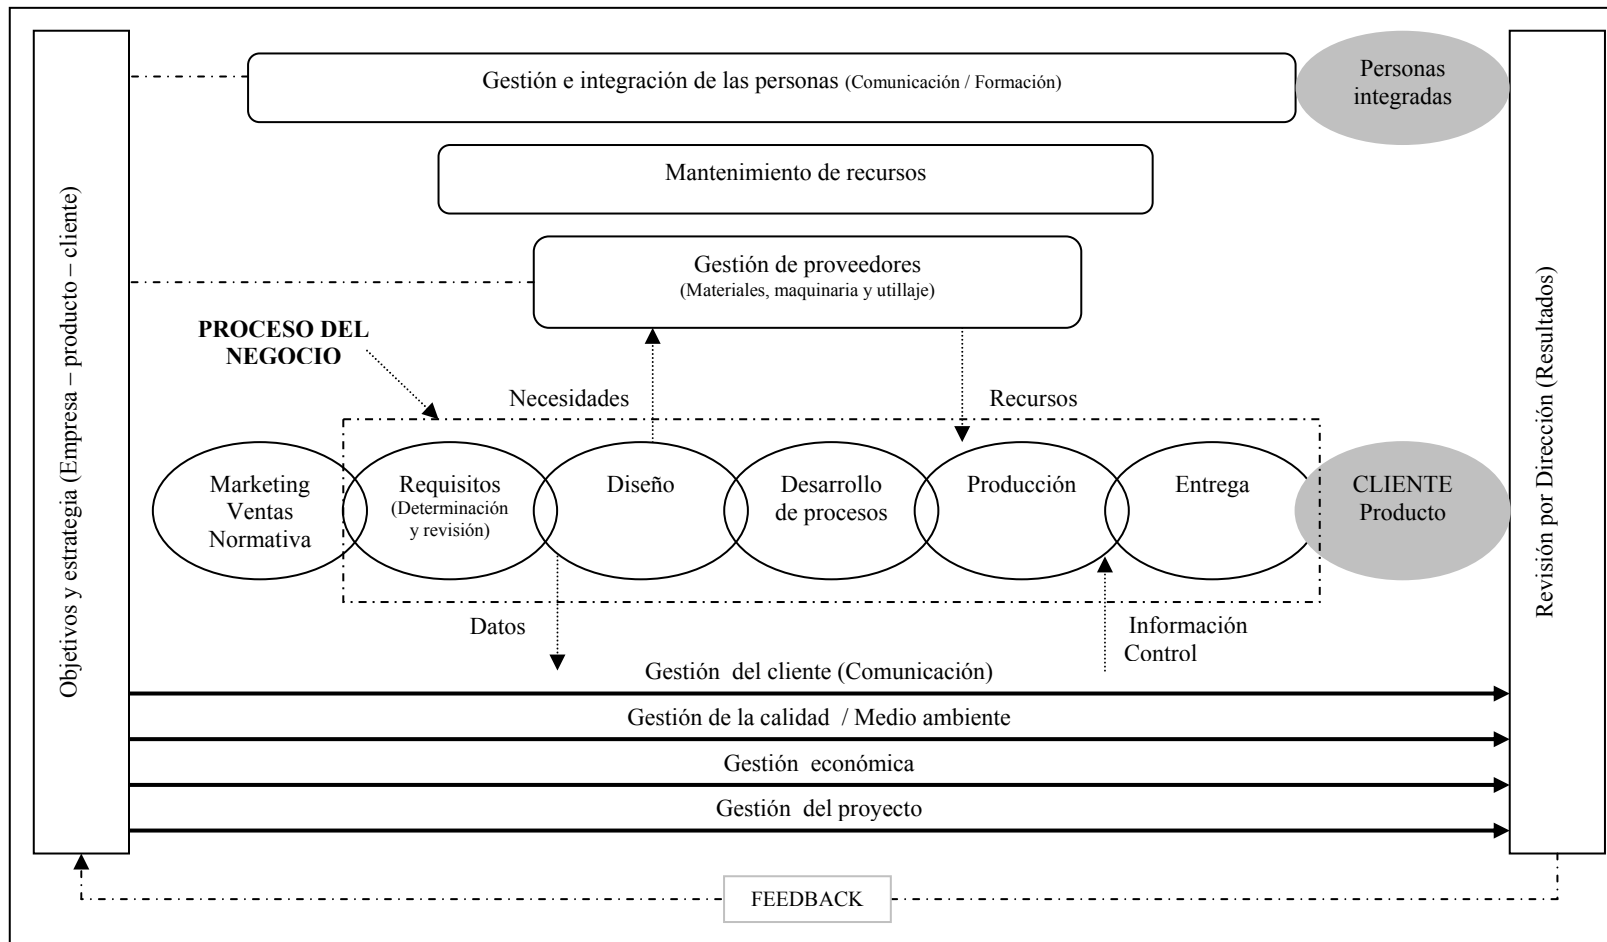 Objetivos y estrategia (Empresa – producto – cliente)
Gestión e integración de las personas (Comunicación / Formación)
Personas
integradas
Mantenimiento de recursos
Gestión de proveedores
(Materiales, maquinaria y utillaje)
PROCESO DEL
NEGOCIO
Necesidades
Recursos
Marketing
Ventas
Normativa
Requisitos
(Determinación
y revisión)
Diseño
Desarrollo
de procesos
Producción
Entrega
CLIENTE
Producto
Datos
Información
Control
Gestión del cliente (Comunicación)
Gestión de la calidad / Medio ambiente
Gestión económica
Gestión del proyecto
Revisión por Dirección (Resultados)
FEEDBACK